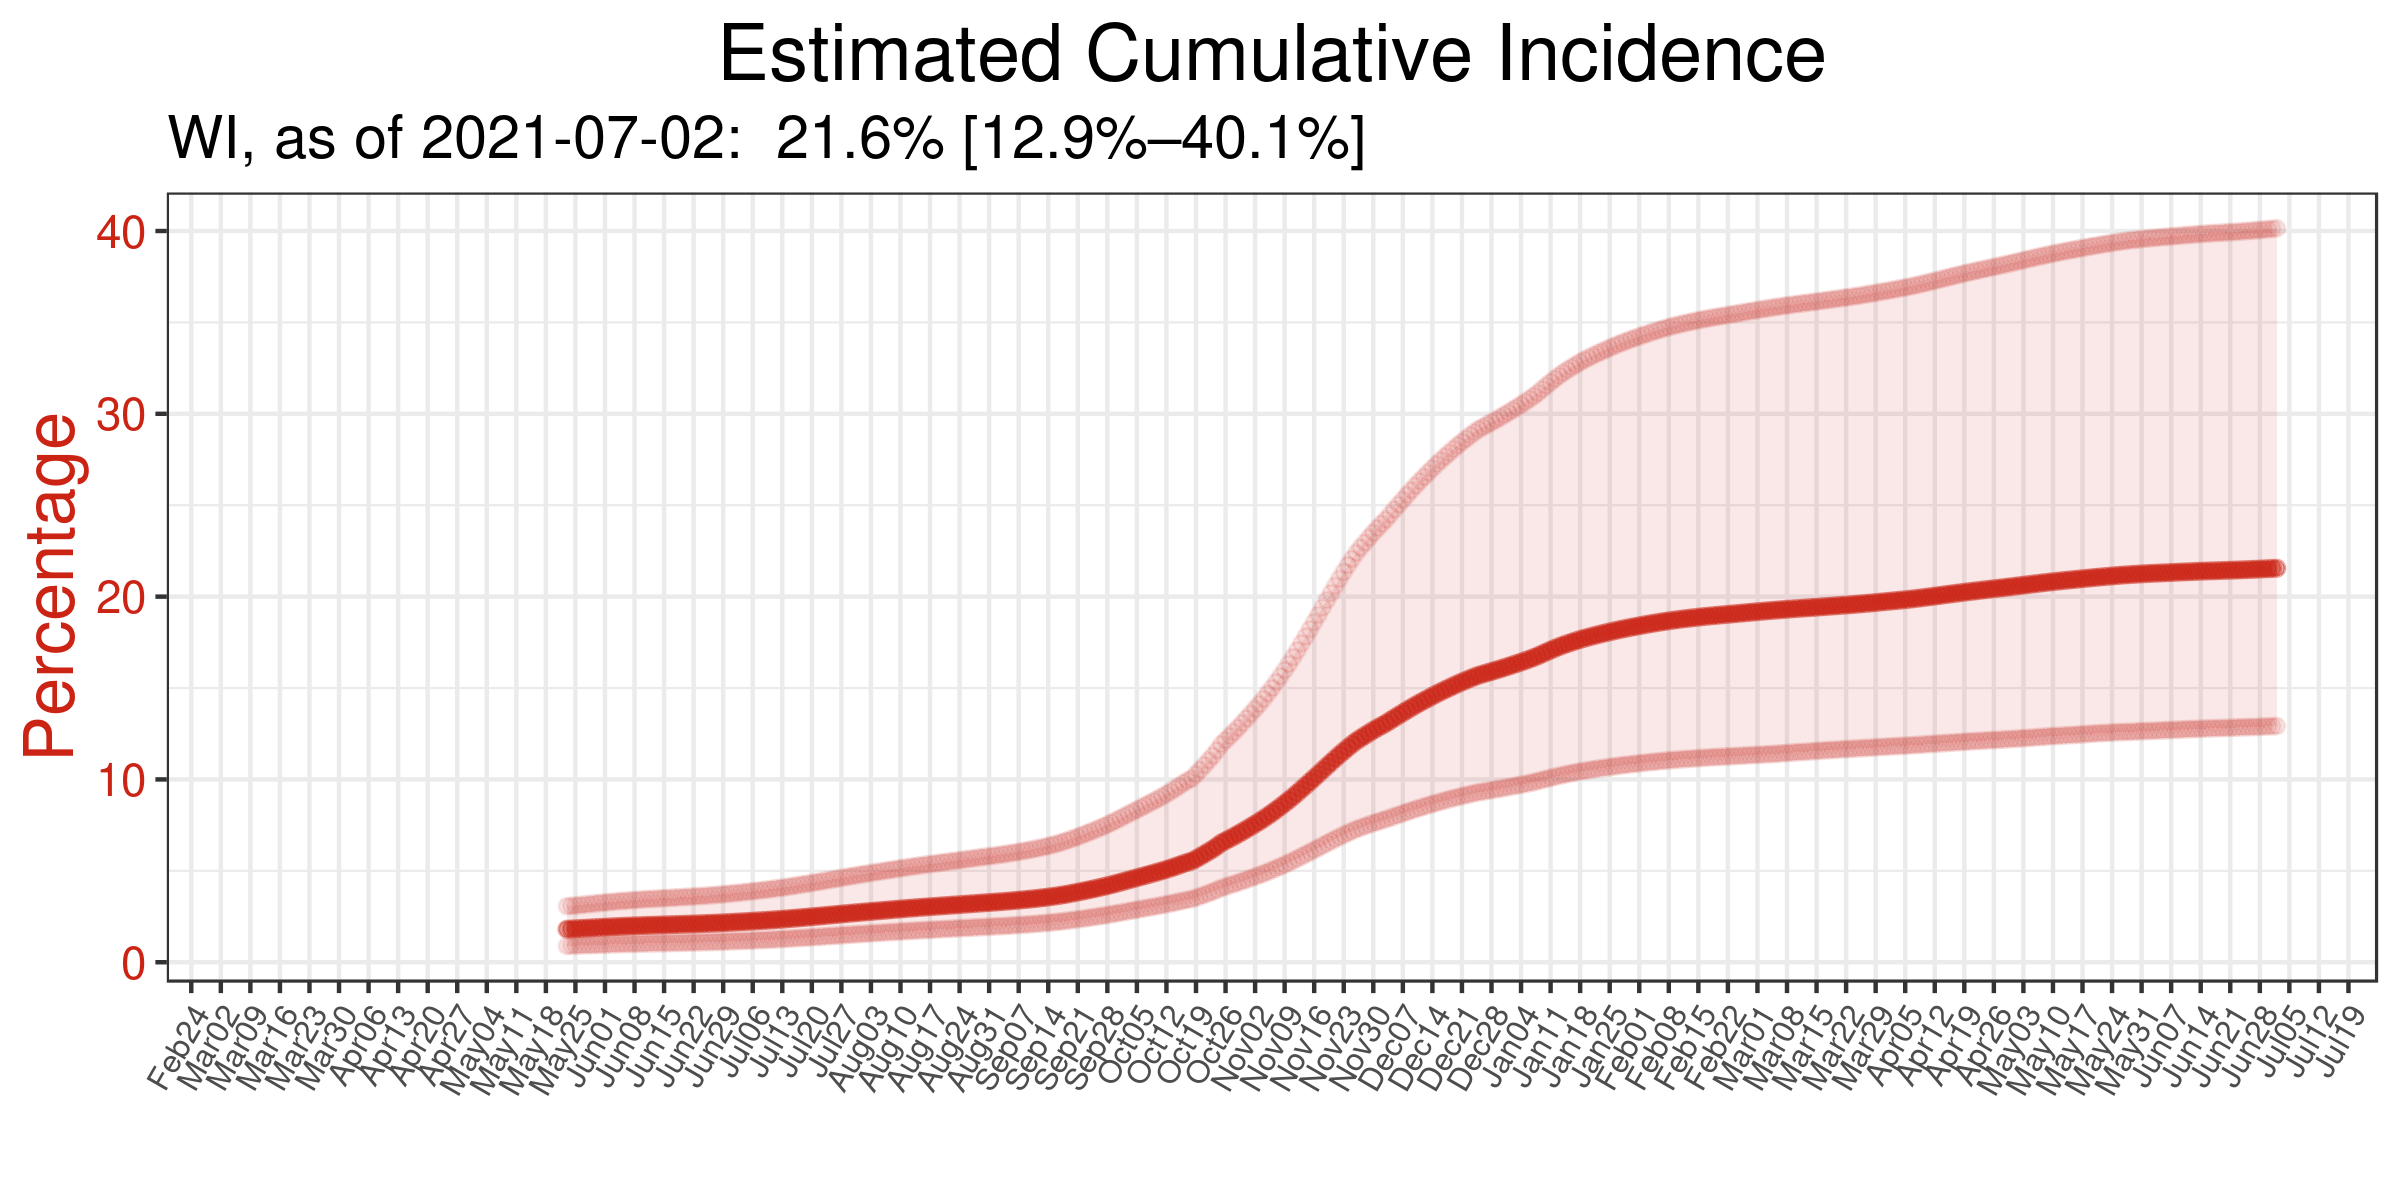 Estimated Cumulative Incidence
WI, as of 2021-07-02:  21.6% [12.9%–40.1%]
Percentage
40
30
20
10
0
Feb24
Mar02
Mar09
Mar16
Mar23
Mar30
Apr06
Apr13
Apr20
Apr27
May04
May11
May18
May25
Jun01
Jun08
Jun15
Jun22
Jun29
Jul06
Jul13
Jul20
Jul27
Aug03
Aug10
Aug17
Aug24
Aug31
Sep07
Sep14
Sep21
Sep28
Oct05
Oct12
Oct19
Oct26
Nov02
Nov09
Nov16
Nov23
Nov30
Dec07
Dec14
Dec21
Dec28
Jan04
Jan11
Jan18
Jan25
Feb01
Feb08
Feb15
Feb22
Mar01
Mar08
Mar15
Mar22
Mar29
Apr05
Apr12
Apr19
Apr26
May03
May10
May17
May24
May31
Jun07
Jun14
Jun21
Jun28
Jul05
Jul12
Jul19